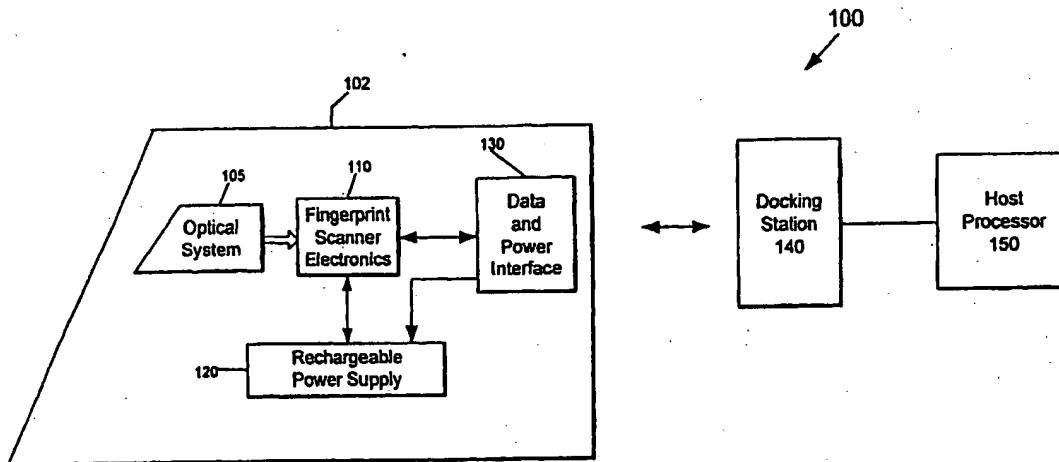 100
102
130
105
110
Data
and
Power
Interface
Optical
System
Fingerprint
Scanner
Electronics
Docking
Station
140
Host
Processor
150
120
Rechargeable
Power Supply